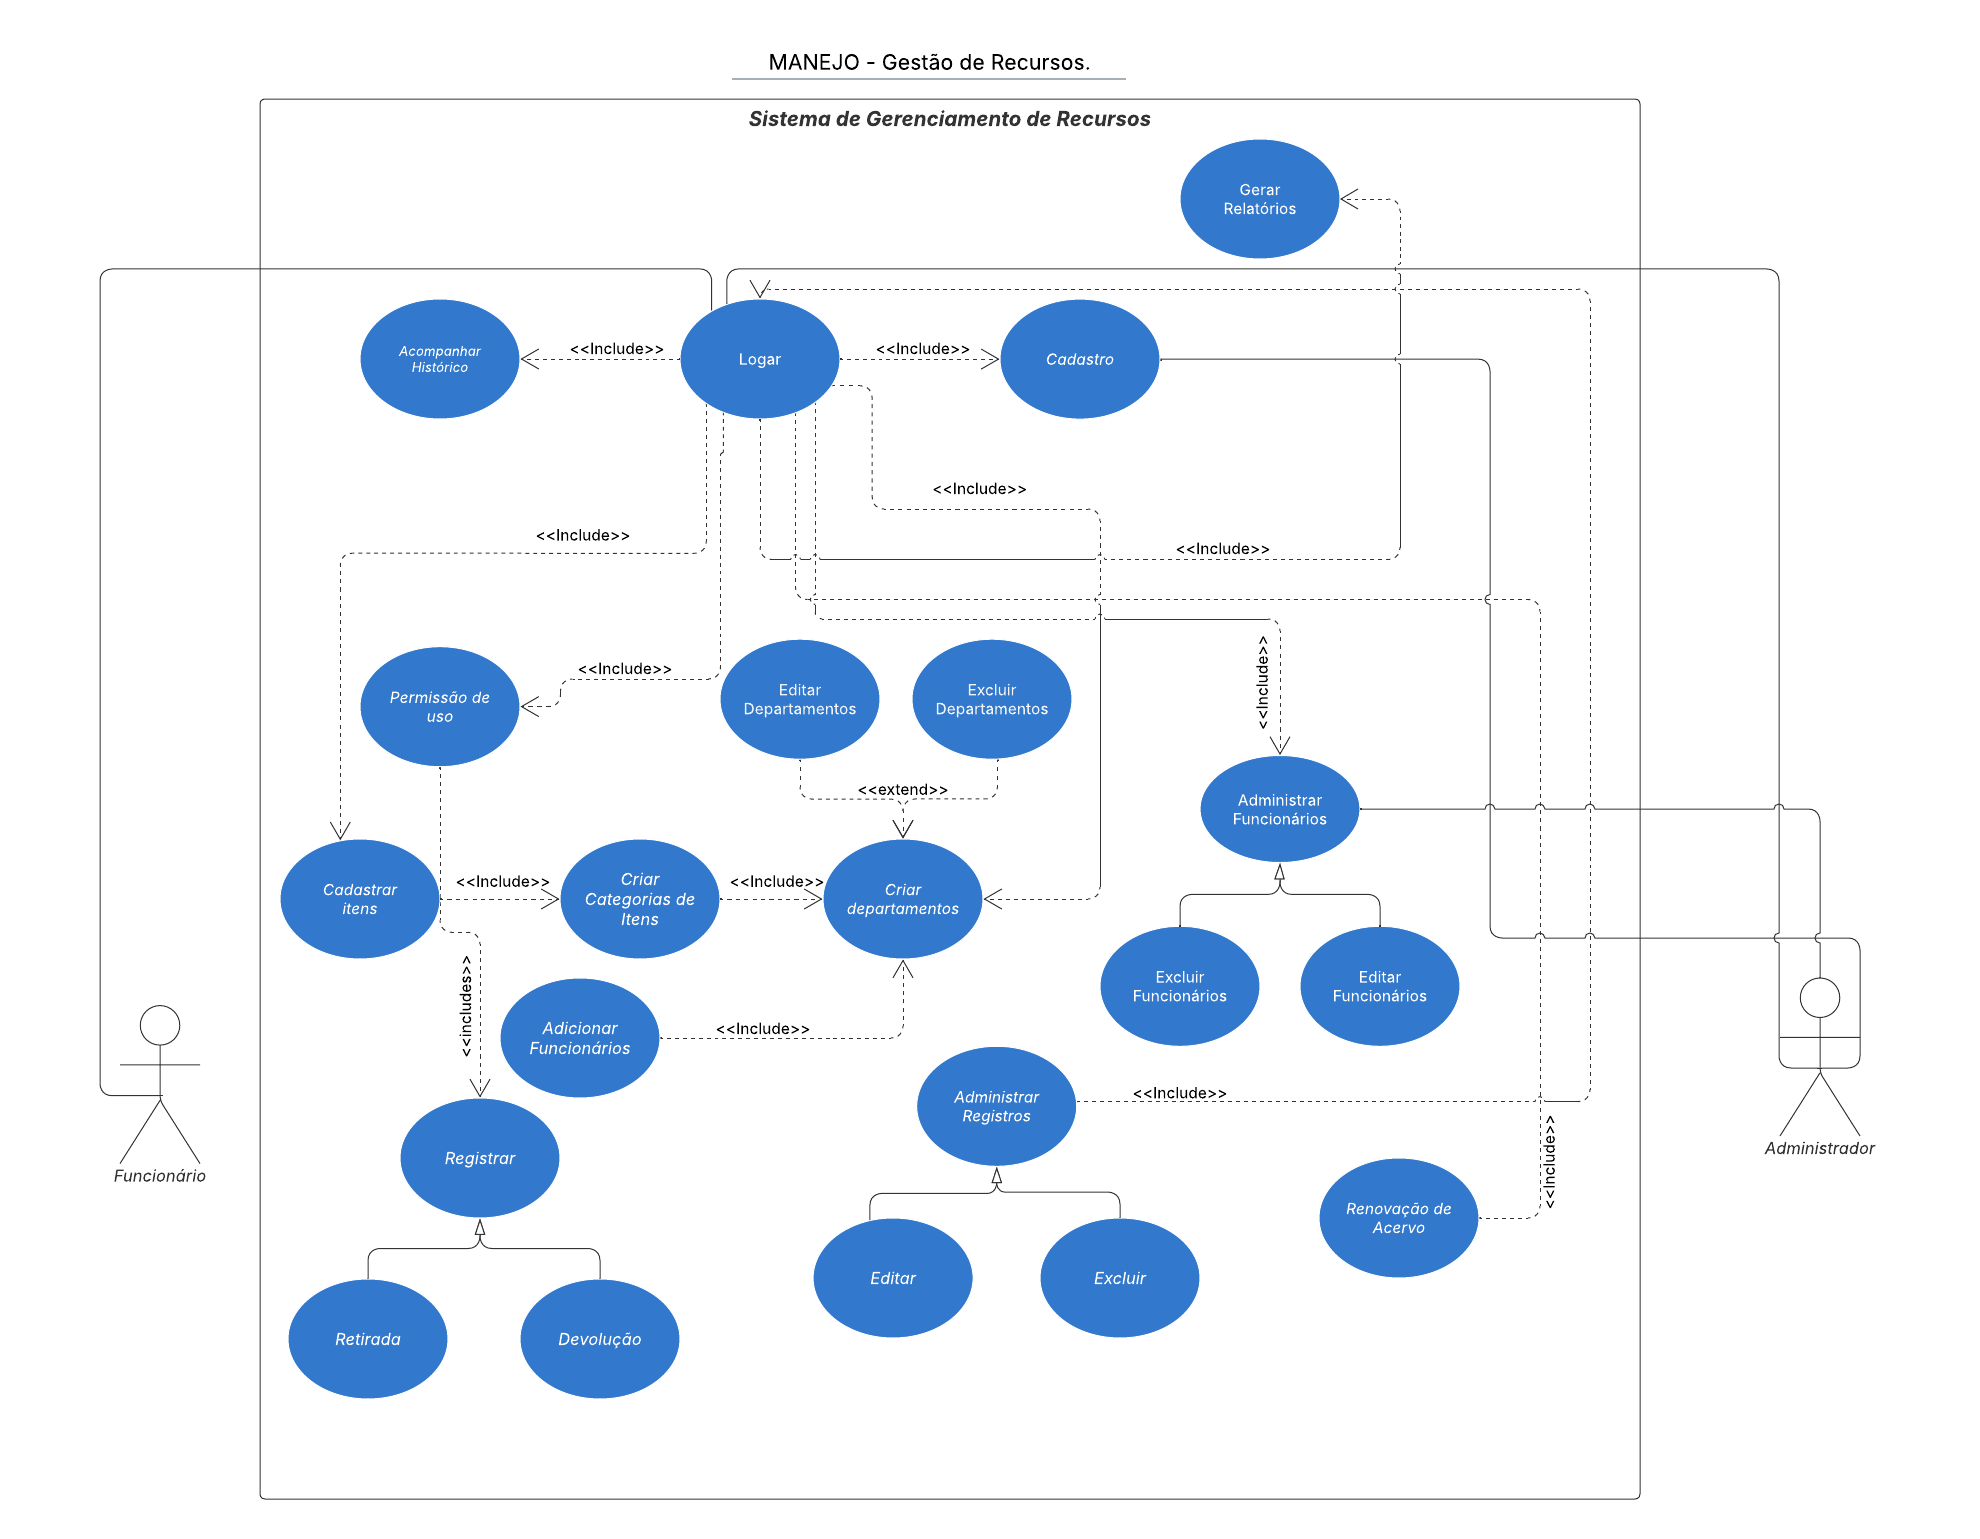 MANEJO - Gestão de Recursos.
Sistema de Gerenciamento de Recursos
Gerar
Relatórios
Acompanhar
Histórico
<<Include>>
Logar
<<Include>>
Cadastro
<<Include>>
<<Include>>
<<Include>>
<<Include>>
<<Include>>
Permissão de
uso
Editar
Departamentos
Excluir
Departamentos
<<extend>>
Administrar
Funcionários
Cadastrar
itens
<<Include>>
Criar
Categorias de
Itens
<<Include>>
Criar
departamentos
<<includes>>
Adicionar
Funcionários
<<Include>>
Excluir
Funcionários
Editar
Funcionários
Administrar
Registros
<<Include>>
<<Include>>
Funcionário
Administrador
Registrar
Renovação de
Acervo
Editar
Excluir
Retirada
Devolução